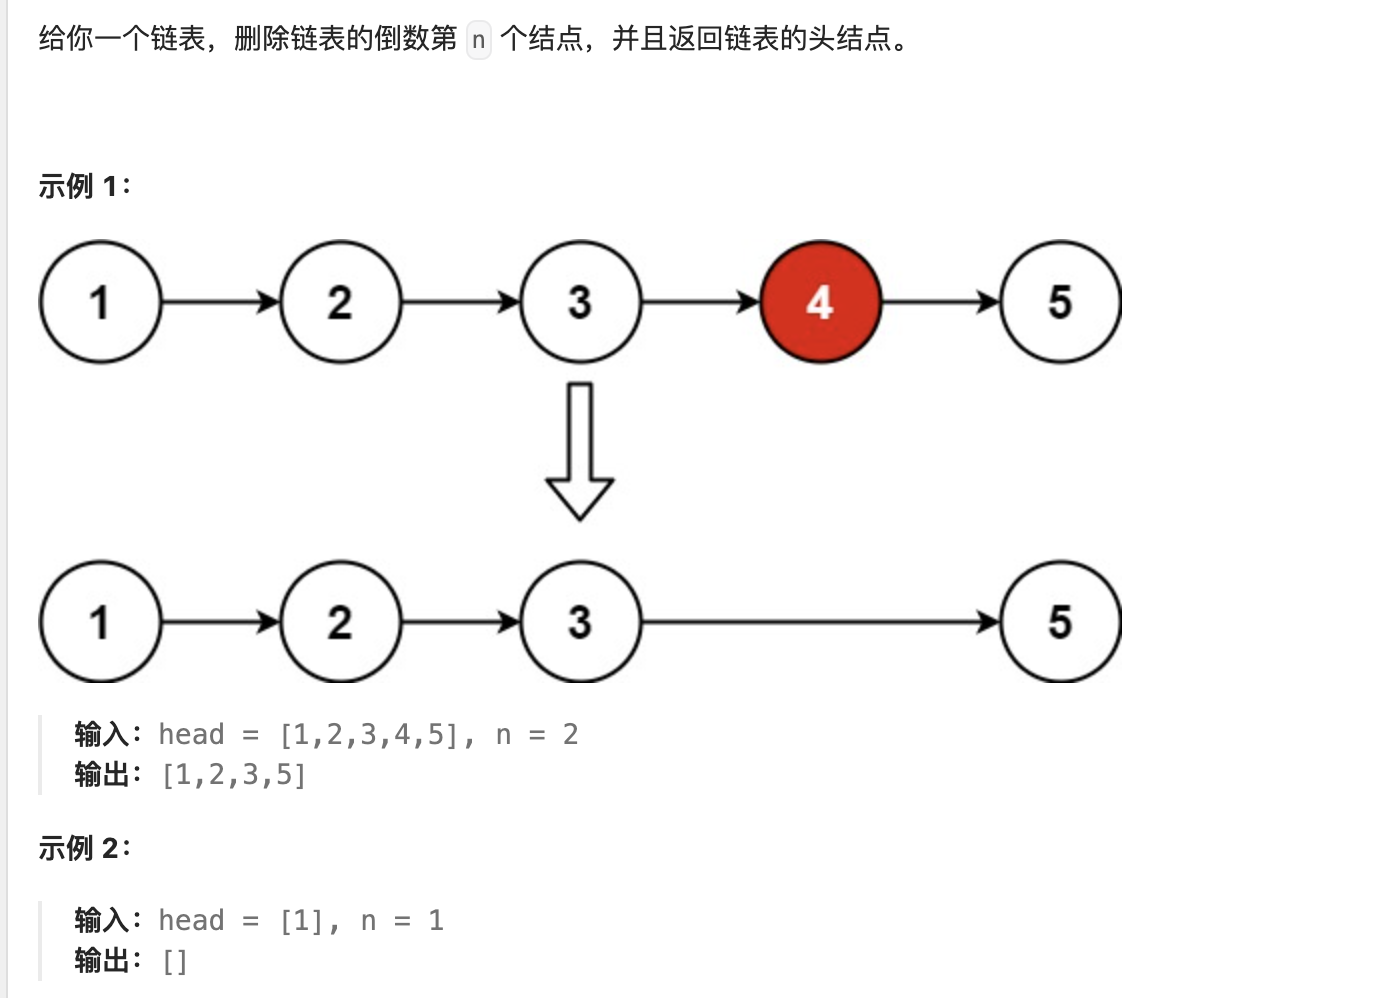 给你一个链表，删除链表的倒数第 n 个结点，并且返回链表的头结点。
示例 1：
1 2 3 4 5
1 2 3 5
输入：head = [1,2,3,4,5], n = 2
输出：[1,2,3,5]
示例 2：
输入：head = [1], n = 1
输出：[]